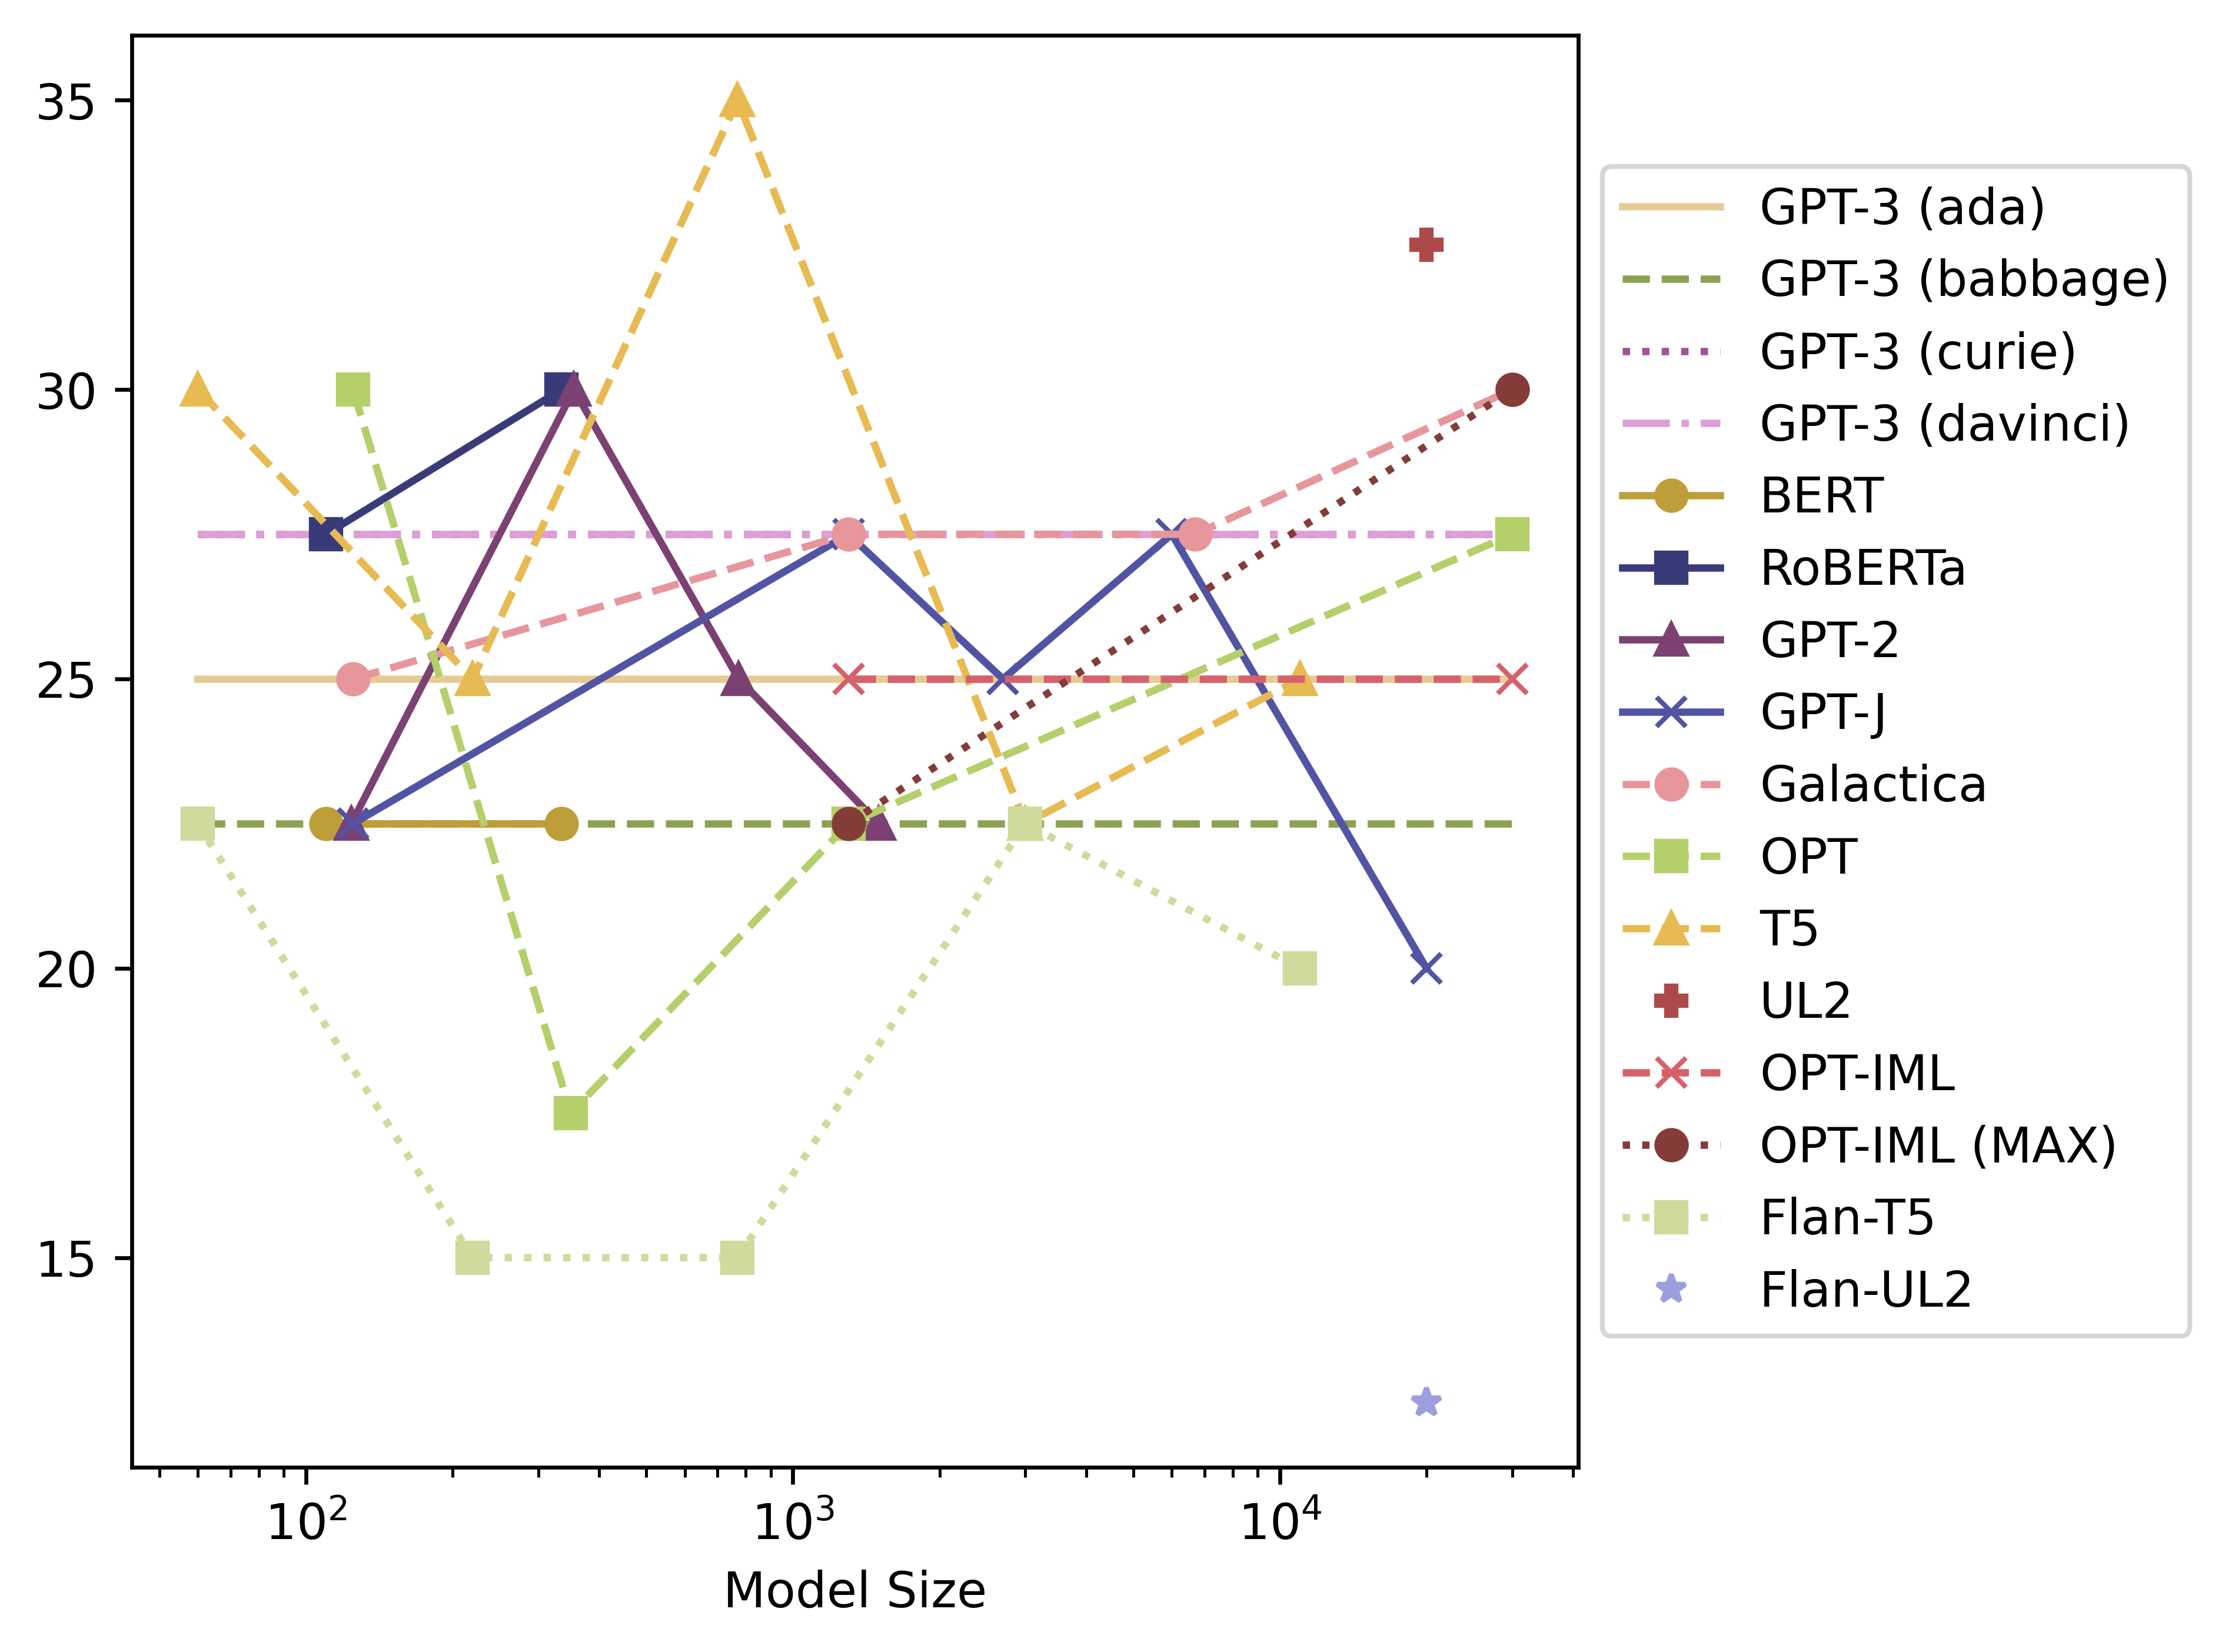 35
30
25
20
15
10²
10³
10⁴
Model Size
GPT-3 (ada)
GPT-3 (babbage)
GPT-3 (curie)
GPT-3 (davinci)
BERT
RoBERTa
GPT-2
GPT-J
Galactica
OPT
T5
UL2
OPT-IML
OPT-IML (MAX)
Flan-T5
Flan-UL2